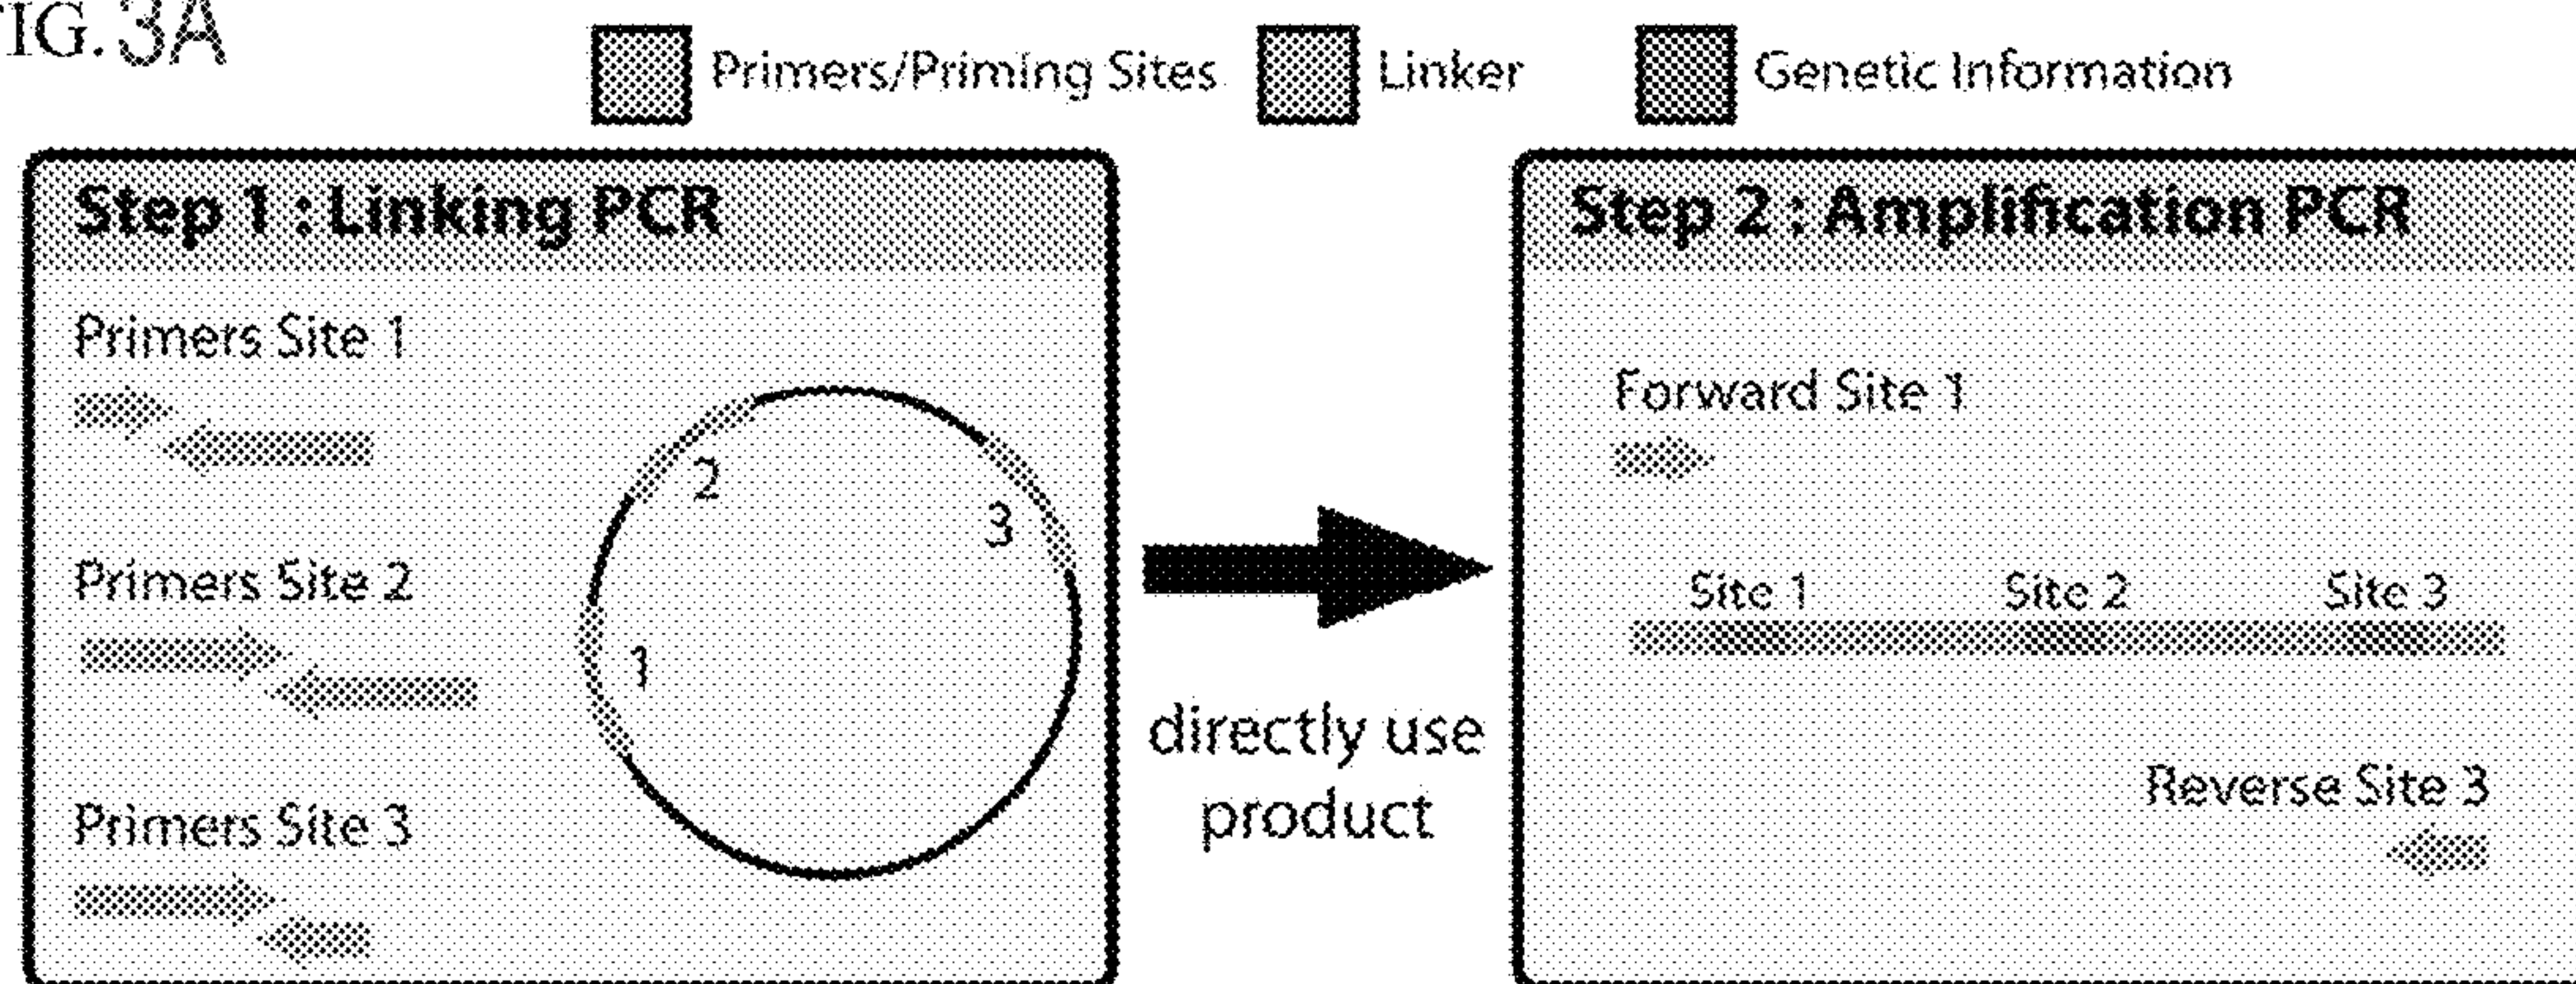 FIG. 3A
Primers/Priming Sites
Linker
Genetic Information
Step 1 : Linking PCR
Primers Site 1
Primers Site 2
Primers Site 3
2
3
1
directly use
product
Step 2 : Amplification PCR
Forward Site 1
Site 1 Site 2 Site 3
Reverse Site 3